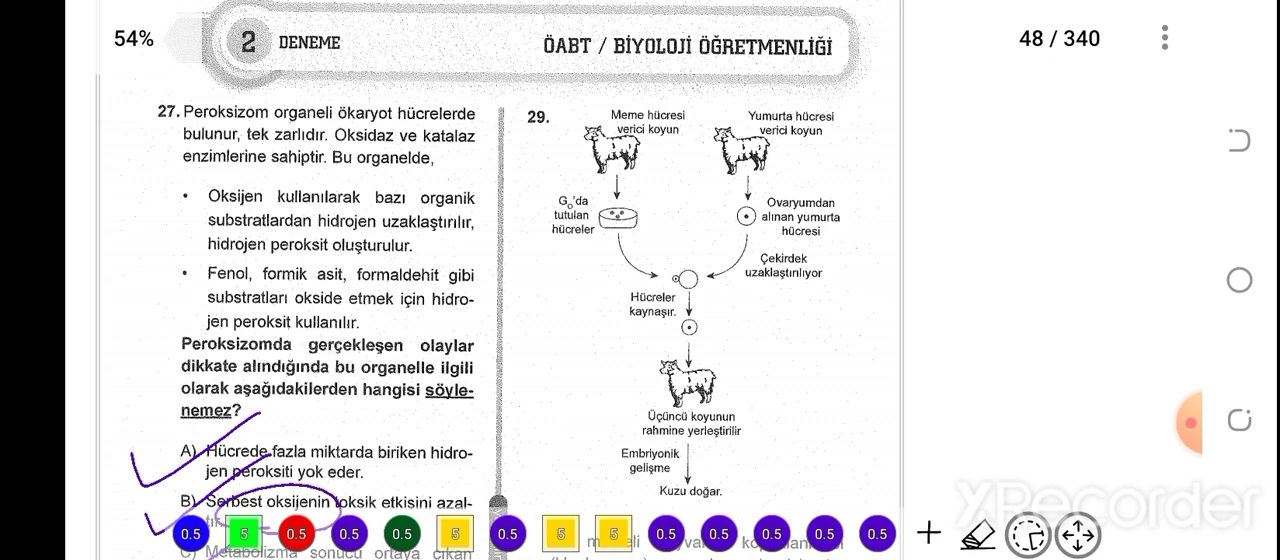 54%
2 DENEME
ÖABT / BİYOLOJİ ÖĞRETMENLİĞİ
48 / 340
27. Peroksizom organeli ökaryot hücrelerde
bulunur, tek zarlıdır. Oksidaz ve katalaz
enzimlerine sahiptir. Bu organelde,
• Oksijen kullanılarak bazı organik
substratlardan hidrojen uzaklaştırılır,
hidrojen peroksit oluşturulur.
• Fenol, formik asit, formaldehit gibi
substratları okside etmek için hidro-
jen peroksit kullanılır.
Peroksizomda gerçekleşen olaylar
dikkate alındığında bu organelle ilgili
olarak aşağıdakilerden hangisi söyle-
nemez?
A) Hücrede fazla miktarda biriken hidro-
jen peroksiti yok eder.
B) Serbest oksijenin toksik etkisini azal-
C) Metabolizma sonucu ortaya çıkan
29.
Meme hücresi
verici koyun
Yumurta hücresi
verici koyun
G0'da
tutulan
hücreler
Ovaryumdan
alınan yumurta
hücresi
Çekirdek
uzaklaştırılıyor
Hücreler
kaynaşır.
Üçüncü koyunun
rahmine yerleştirilir
Embriyonik
gelişme
Kuzu doğar.
0.5 5 0.5 0.5 0.5 5 0.5 5 5 0.5 0.5 0.5 0.5 0.5
XRecorder